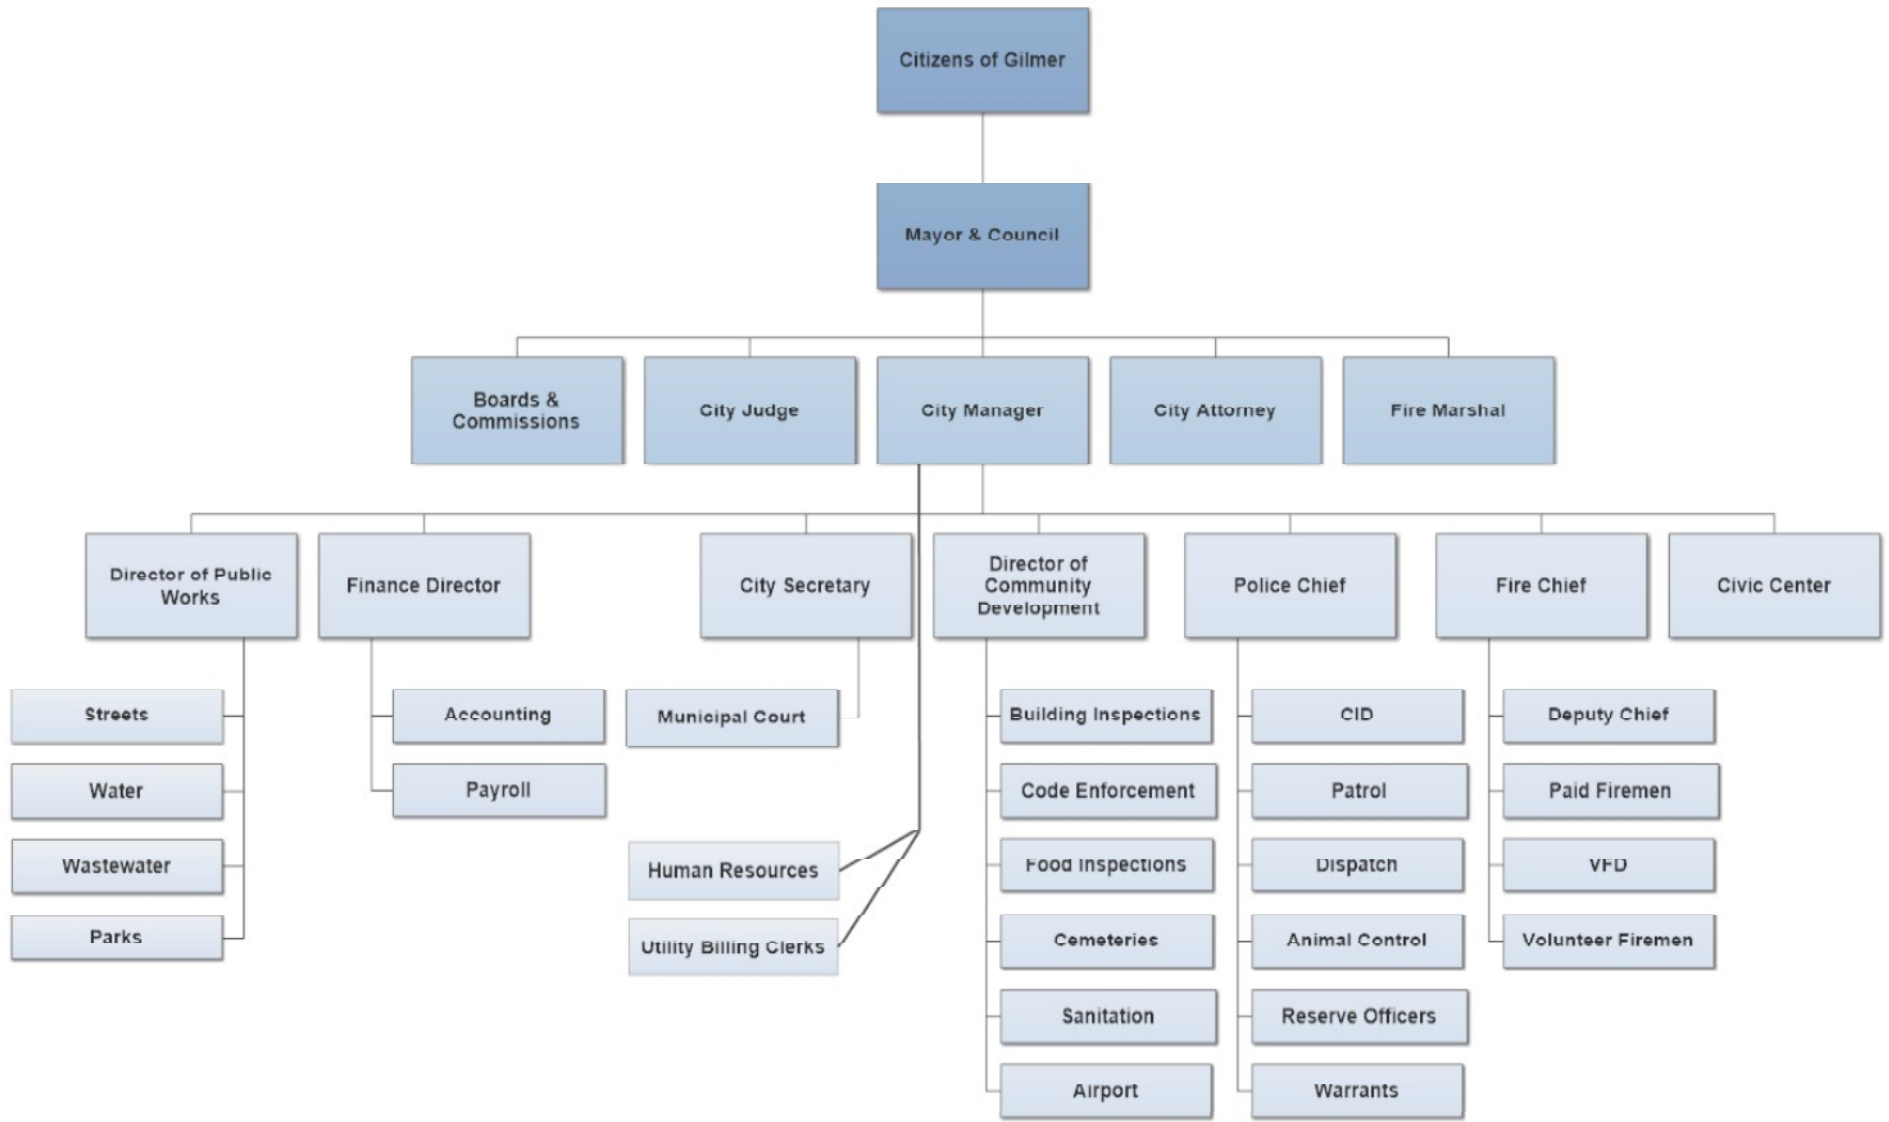 Citizens of Gilmer
Mayor & Council
Boards &
Commissions
City Judge
City Manager
City Attorney
Fire Marshal
Director of Public
Works
Finance Director
City Secretary
Director of
Community
Development
Police Chief
Fire Chief
Civic Center
Streets
Water
Wastewater
Parks
Accounting
Payroll
Municipal Court
Human Resources
Utility Billing Clerks
Building Inspections
Code Enforcement
Food Inspections
Cemeteries
Sanitation
Airport
CID
Patrol
Dispatch
Animal Control
Reserve Officers
Warrants
Deputy Chief
Paid Firemen
VFD
Volunteer Firemen